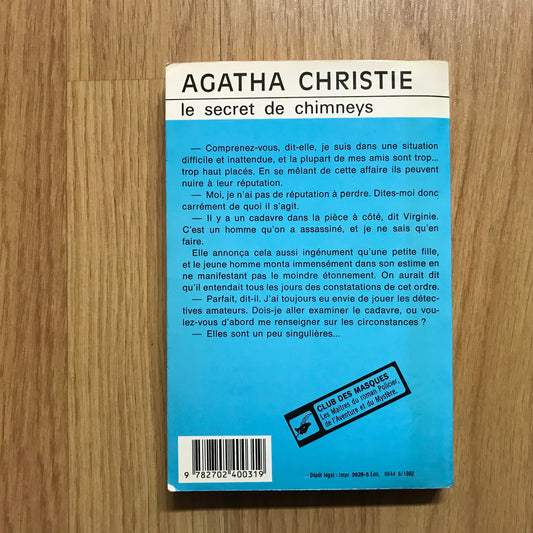 AGATHA CHRISTIE
le secret de chimneys
— Comprenez-vous, dit-elle, je suis dans une situation
difficile et inattendue, et la plupart de mes amis sont trop...
trop haut placés. En se mêlant de cette affaire ils peuvent
nuire à leur réputation.
— Moi, je n'ai pas de réputation à perdre. Dites-moi donc
carrément de quoi il s'agit.
— Il y a un cadavre dans la pièce à côté, dit Virginie.
C'est un homme qu'on a assassiné, et je ne sais qu'en
faire.
Elle annonça cela aussi ingénument qu'une petite fille,
et le jeune homme monta immensément dans son estime en
ne manifestant pas le moindre étonnement. On aurait dit
qu'il entendait tous les jours des constatations de cet ordre.
— Parfait, dit-il. J'ai toujours eu envie de jouer les détec-
tives amateurs. Dois-je aller examiner le cadavre, ou vou-
lez-vous d'abord me renseigner sur les circonstances ?
— Elles sont un peu singulières...
CLUB DES MASQUES
Les Maîtres du roman Policier,
de l'Aventure et du Mystère.
9 782702 400319
Dépôt légal : Impr. 3928-5 Edit. 9944 6/1982